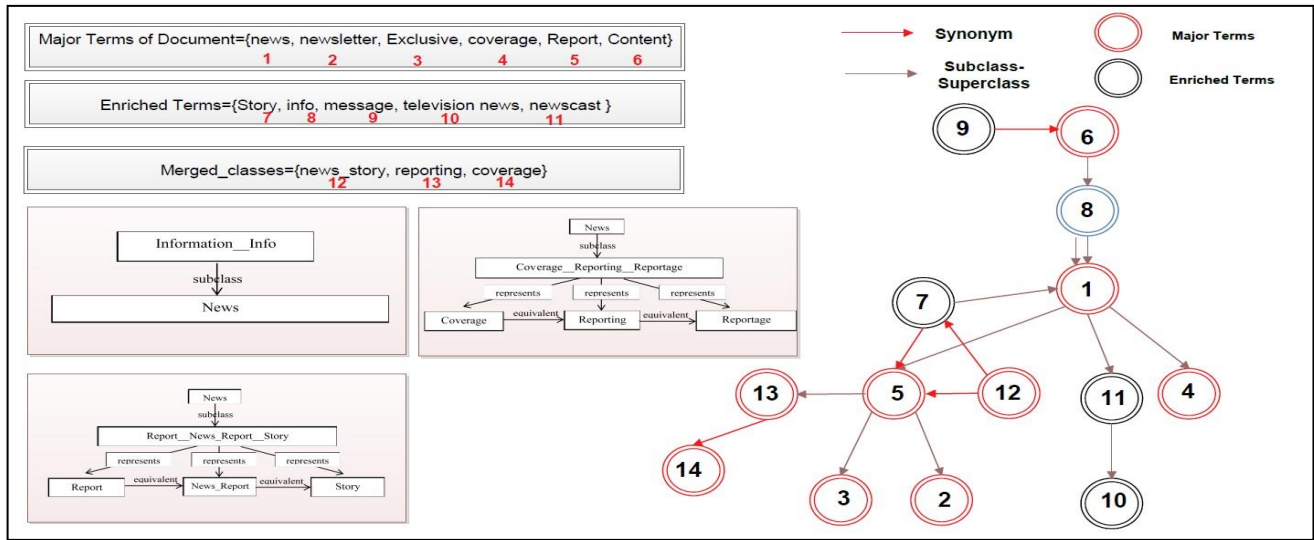 Major Terms of Document={news, newsletter, Exclusive, coverage, Report, Content}
1 2 3 4 5 6
Enriched Terms={Story, info, message, television news, newscast }
7 8 9 10 11
Merged_classes={news_story, reporting, coverage}
12 13 14
Information__Info
subclass
News
News
subclass
Coverage__Reporting__Reportage
represents represents represents
Coverage equivalent Reporting equivalent Reportage
News
subclass
Report__News_Report__Story
represents represents represents
Report equivalent News_Report equivalent Story
Synonym
Major Terms
Subclass-
Superclass
Enriched Terms
9 6
8
7 1
13 5 12 11 4
14 3 2 10